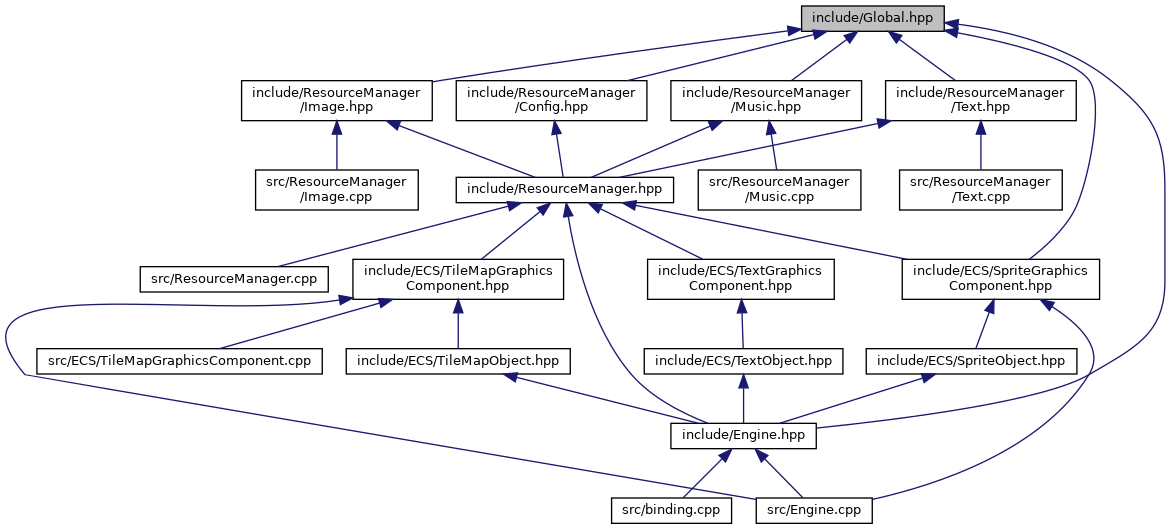 include/Global.hpp
include/ResourceManager
/Image.hpp
include/ResourceManager
/Config.hpp
include/ResourceManager
/Music.hpp
include/ResourceManager
/Text.hpp
src/ResourceManager
/Image.cpp
include/ResourceManager.hpp
src/ResourceManager
/Music.cpp
src/ResourceManager
/Text.cpp
src/ResourceManager.cpp
include/ECS/TileMapGraphics
Component.hpp
include/ECS/TextGraphics
Component.hpp
include/ECS/SpriteGraphics
Component.hpp
src/ECS/TileMapGraphicsComponent.cpp
include/ECS/TileMapObject.hpp
include/ECS/TextObject.hpp
include/ECS/SpriteObject.hpp
include/Engine.hpp
src/binding.cpp
src/Engine.cpp